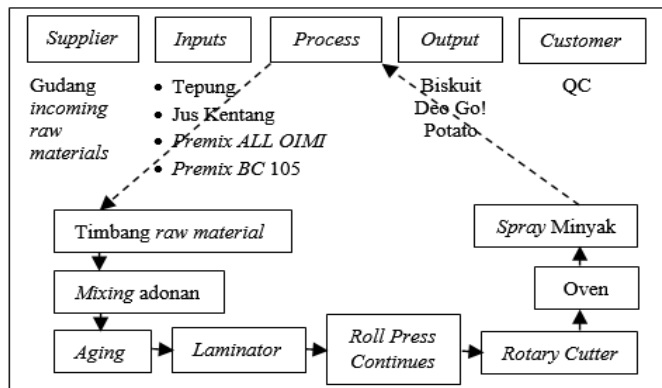 Supplier
Inputs
Process
Output
Customer
Gudang
incoming
raw
materials
• Tepung
• Jus Kentang
• Premix ALL OIMI
• Premix BC 105
Biskuit
Deo Go!
Potato
QC
Timbang raw material
Mixing adonan
Aging
Laminator
Roll Press
Continues
Rotary Cutter
Oven
Spray Minyak